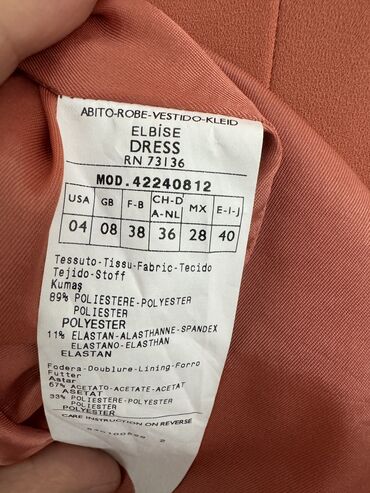 ABITO-ROBE-VESTIDO-KLEID
ELBİSE
DRESS
RN 73136
MOD.42240812
USA GB F-B CH-D A-NL MX E-I-J
04 08 38 36 28 40
Tessuto-Tissu-Fabric-Tecido
Tejido-Stoff
Kumaş
89% POLIESTERE-POLYESTER
POLIESTER
POLYESTER
11% ELASTAN-ALASTHANNE-SPANDEX
ELASTANO-ELASTHAN
ELASTAN
Fodera-Doublure-Lining-Forro
Futter
Astar
67% ACETATO-ACETATE-ACETAT
ASETAT
33% POLIESTERE-POLYESTER
POLIESTER
POLYESTER
CARE INSTRUCTION ON REVERSE
2